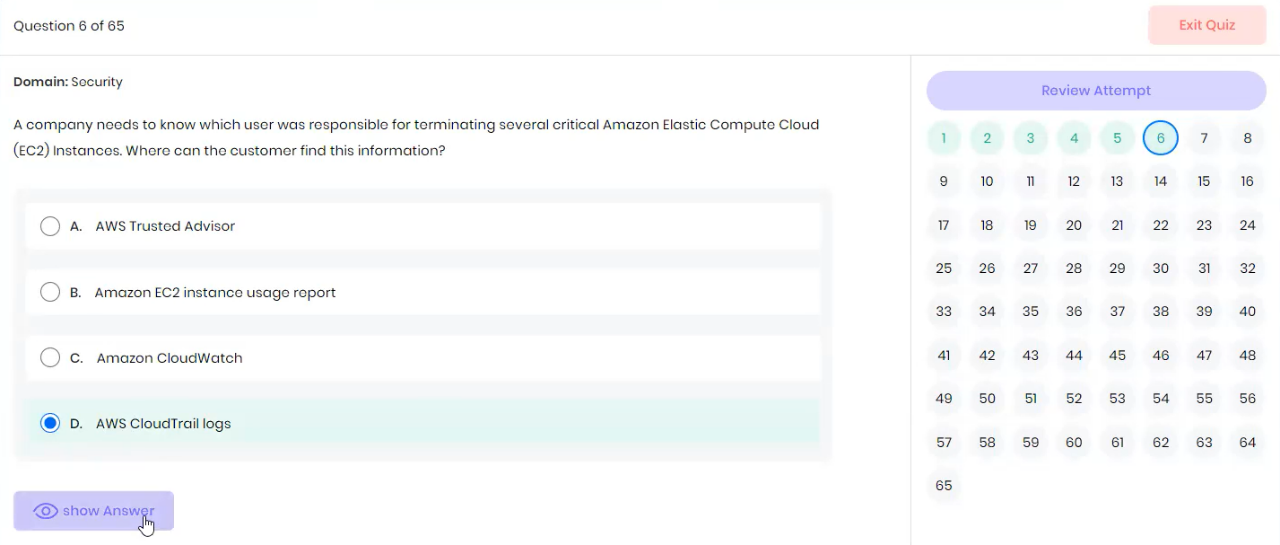 Question 6 of 65
Exit Quiz
Domain: Security
A company needs to know which user was responsible for terminating several critical Amazon Elastic Compute Cloud
(EC2) Instances. Where can the customer find this information?
A. AWS Trusted Advisor
B. Amazon EC2 instance usage report
C. Amazon CloudWatch
D. AWS CloudTrail logs
show Answer
Review Attempt
1 2 3 4 5 6 7 8
9 10 11 12 13 14 15 16
17 18 19 20 21 22 23 24
25 26 27 28 29 30 31 32
33 34 35 36 37 38 39 40
41 42 43 44 45 46 47 48
49 50 51 52 53 54 55 56
57 58 59 60 61 62 63 64
65